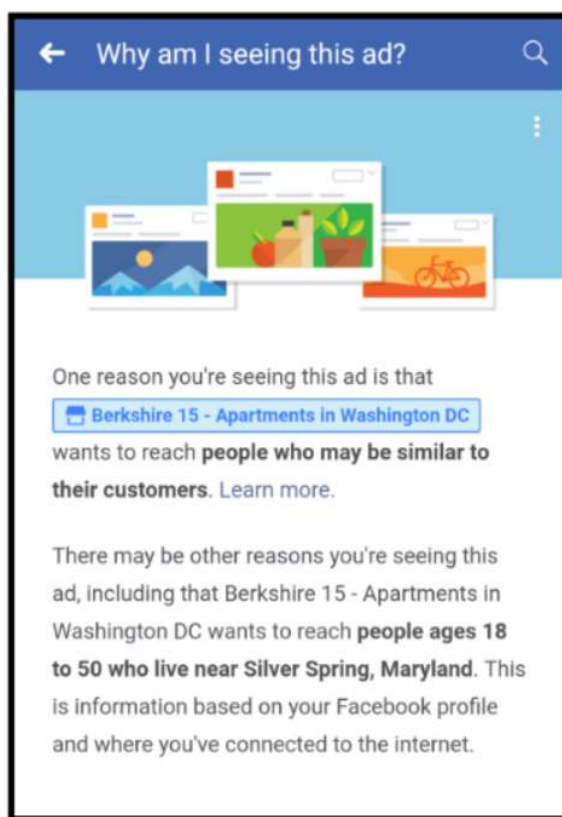 Why am I seeing this ad?
One reason you're seeing this ad is that
Berkshire 15 - Apartments in Washington DC
wants to reach people who may be similar to
their customers. Learn more.
There may be other reasons you're seeing this
ad, including that Berkshire 15 - Apartments in
Washington DC wants to reach people ages 18
to 50 who live near Silver Spring, Maryland. This
is information based on your Facebook profile
and where you've connected to the internet.